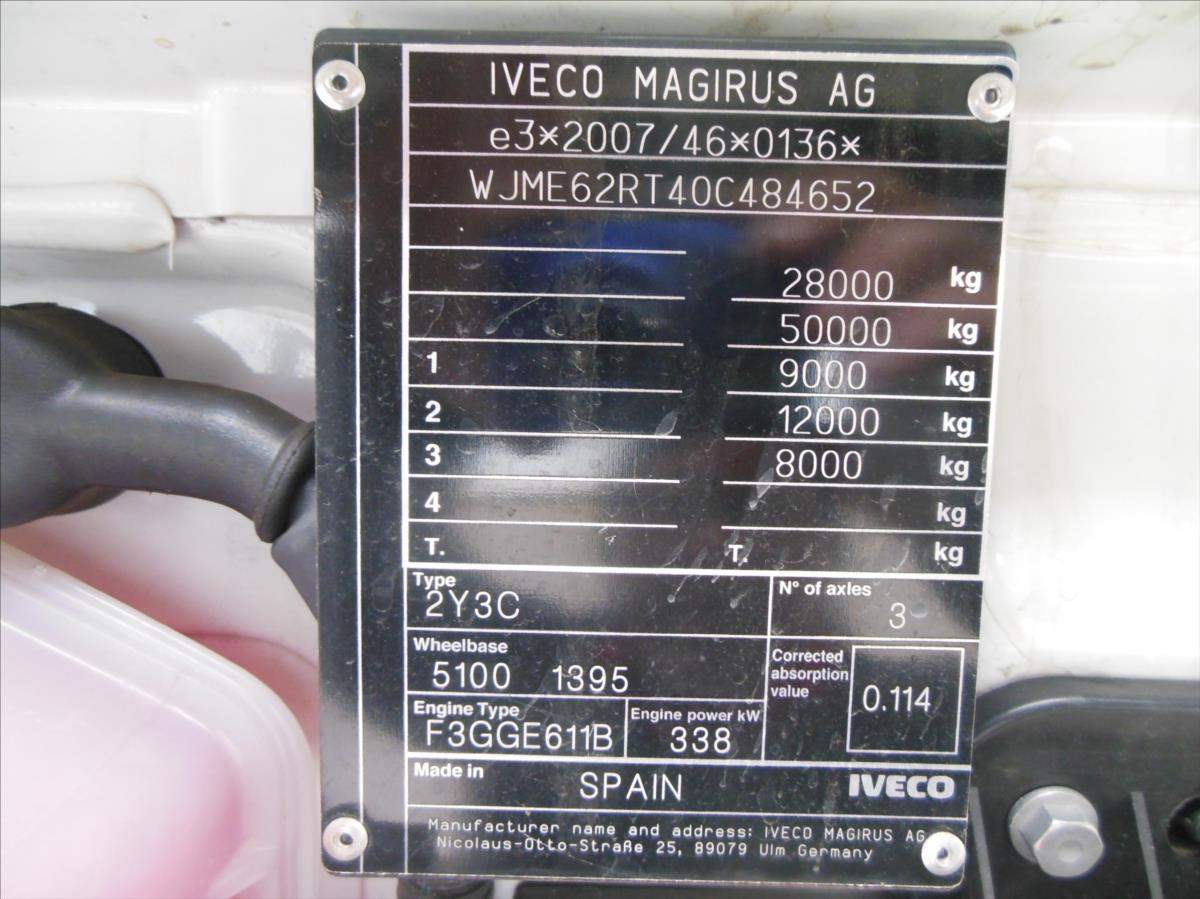 IVECO MAGIRUS AG
e3*2007/46*0136*
WJME62RT40C484652
28000 kg
50000 kg
1 9000 kg
2 12000 kg
3 8000 kg
4 kg
T. T. kg
Type
2Y3C
N° of axles
3
Wheelbase
5100 1395
Corrected
absorption
value
0.114
Engine Type
F3GGE611B
Engine power kW
338
Made in
SPAIN
IVECO
Manufacturer name and address: IVECO MAGIRUS AG
Nicolaus-Otto-Straße 25, 89079 Ulm Germany